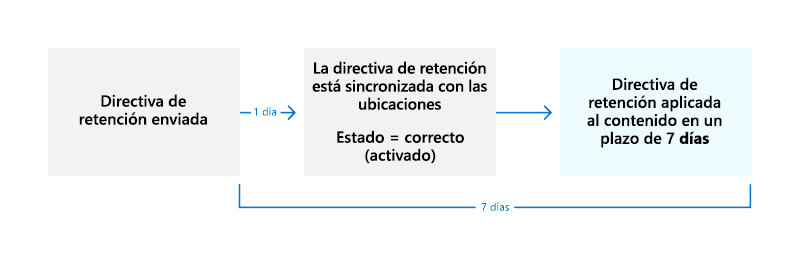 Directiva de
retención enviada
1 día
La directiva de retención
está sincronizada con las
ubicaciones
Estado = correcto
(activado)
Directiva de
retención aplicada
al contenido en un
plazo de 7 días
7 días